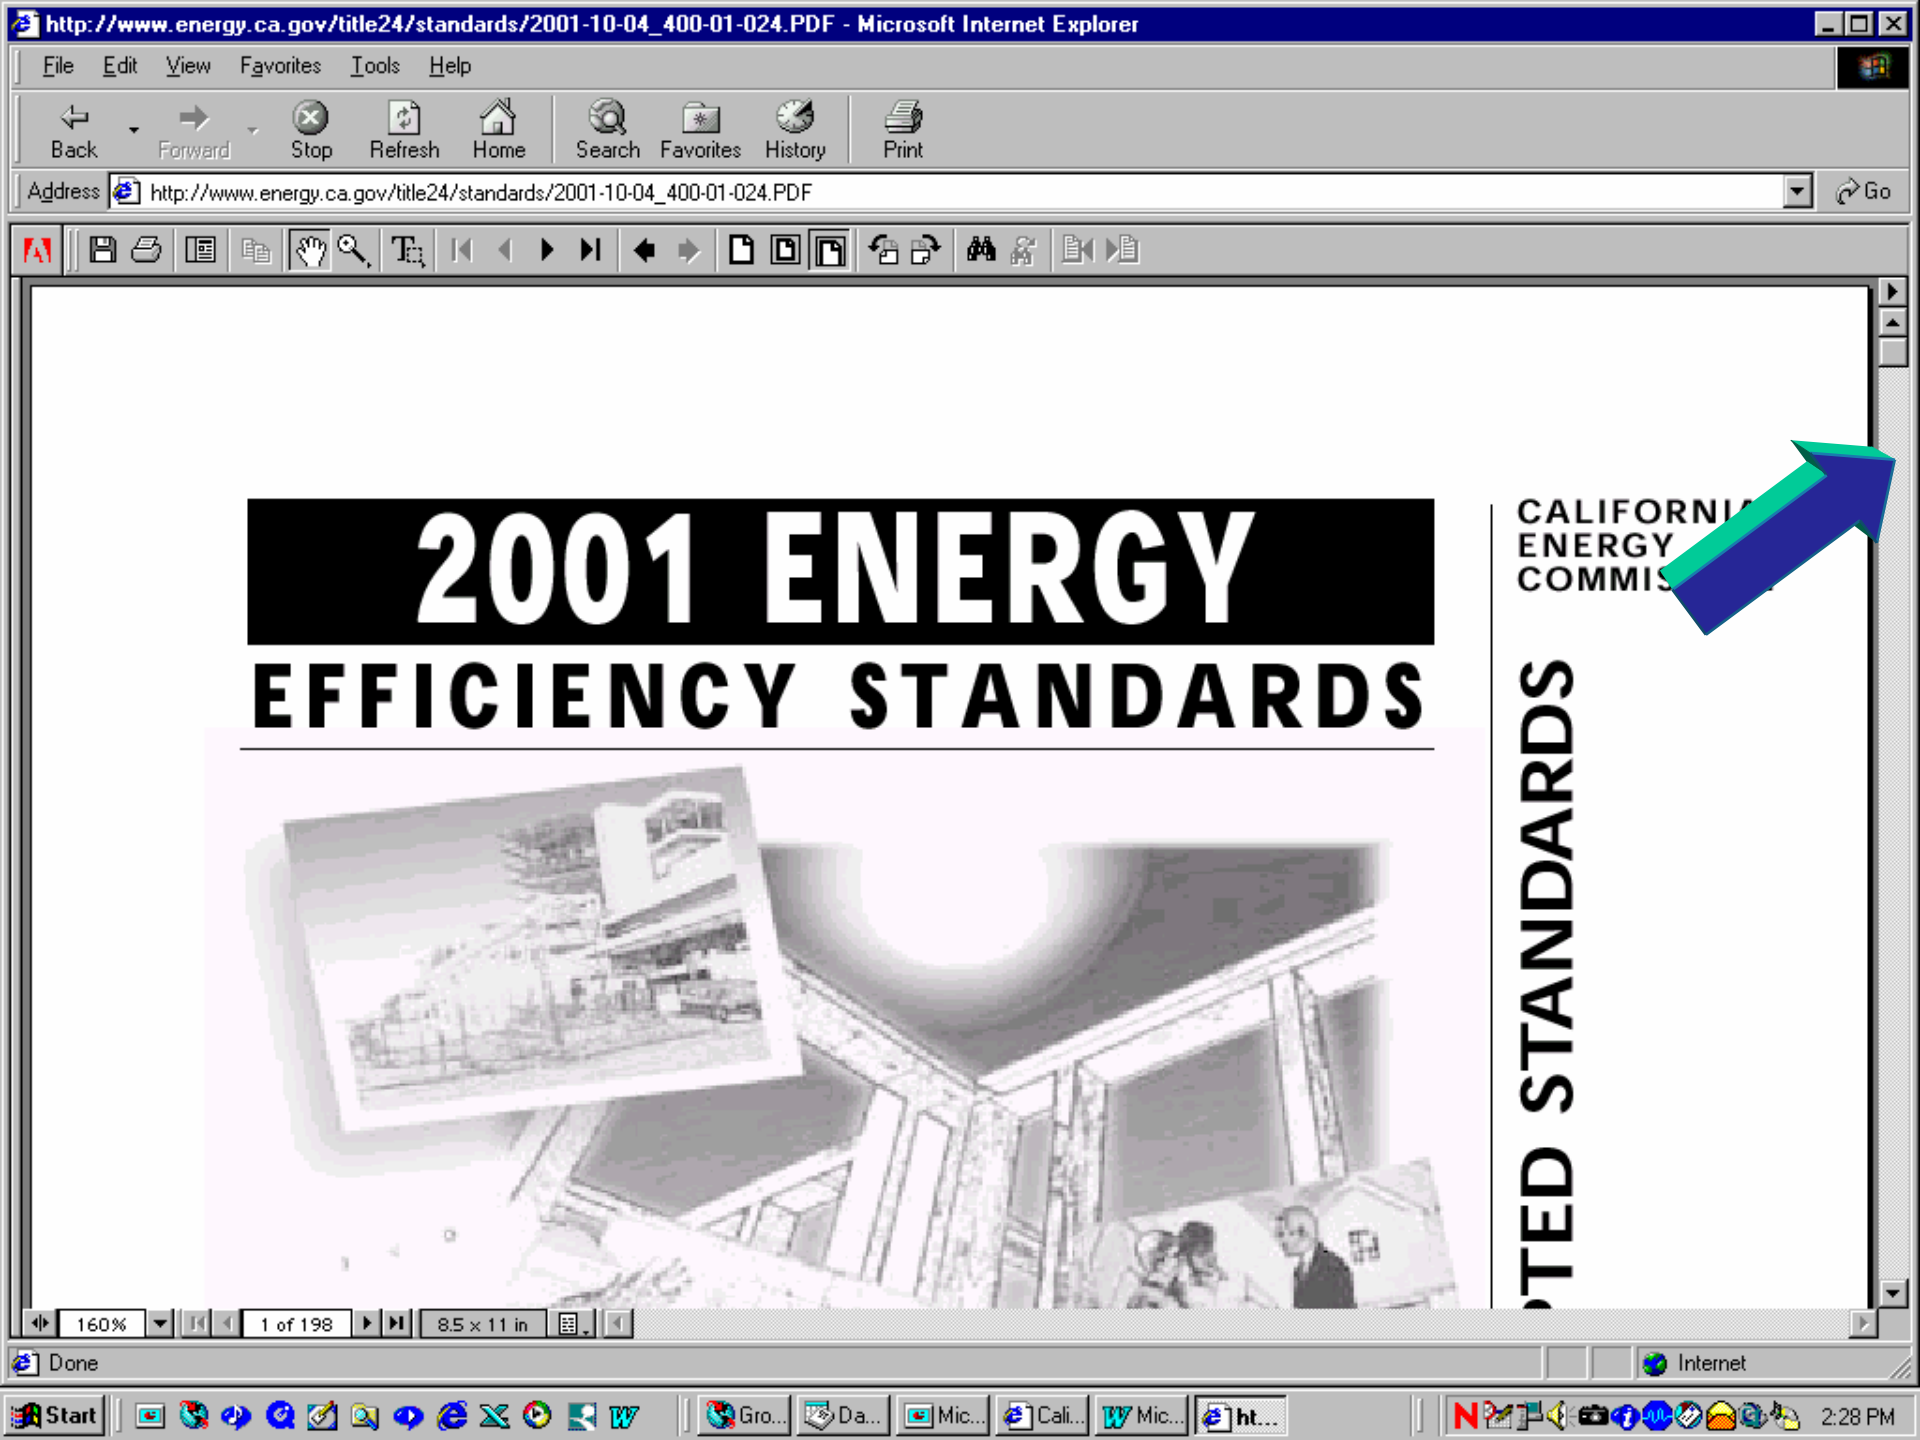 http://www.energy.ca.gov/title24/standards/2001-10-04_400-01-024.PDF - Microsoft Internet Explorer
File Edit View Favorites Tools Help
Back Forward Stop Refresh Home Search Favorites History Print
Address http://www.energy.ca.gov/title24/standards/2001-10-04_400-01-024.PDF Go
2001 ENERGY
EFFICIENCY STANDARDS
CALIFORNIA
ENERGY
PTED STANDARDS
160% 1 of 198 8.5 x 11 in
Done Internet
Start Gro... Da... Mic... Cali... Mic... ht... 2:28 PM